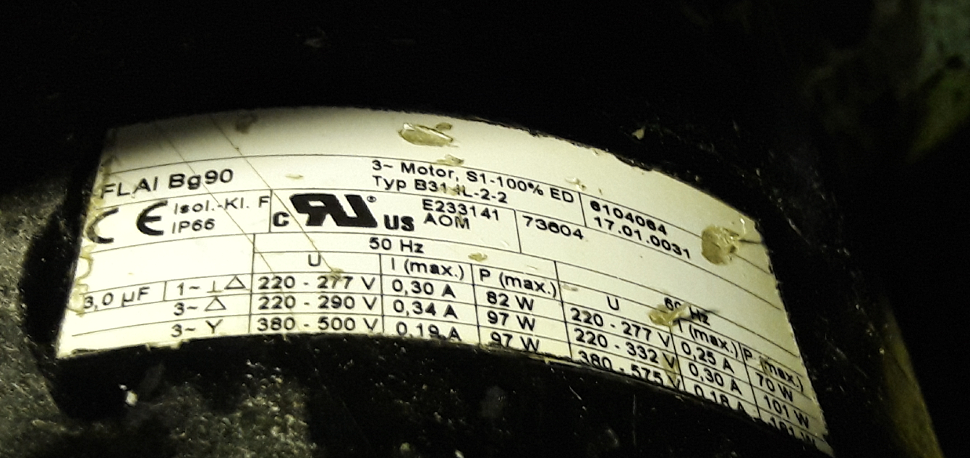 FLAI Bg90
3~ Motor, S1-100% ED
Typ B31 L-2-2
6104064
17.01.0031
CE Isol.-Kl. F
IP66
c RU® US E233141
AOM
73604
50 Hz
60 Hz
U I (max.) P (max.) U I (max.) P (max.)
3,0 µF 1~ ⊥ △ 220 - 277 V 0,30 A 82 W 220 - 277 V 0,25 A 70 W
3~ △ 220 - 290 V 0,34 A 97 W 220 - 332 V 0,30 A 101 W
3~ Y 380 - 500 V 0,19 A 97 W 380 - 575 V 0,18 A